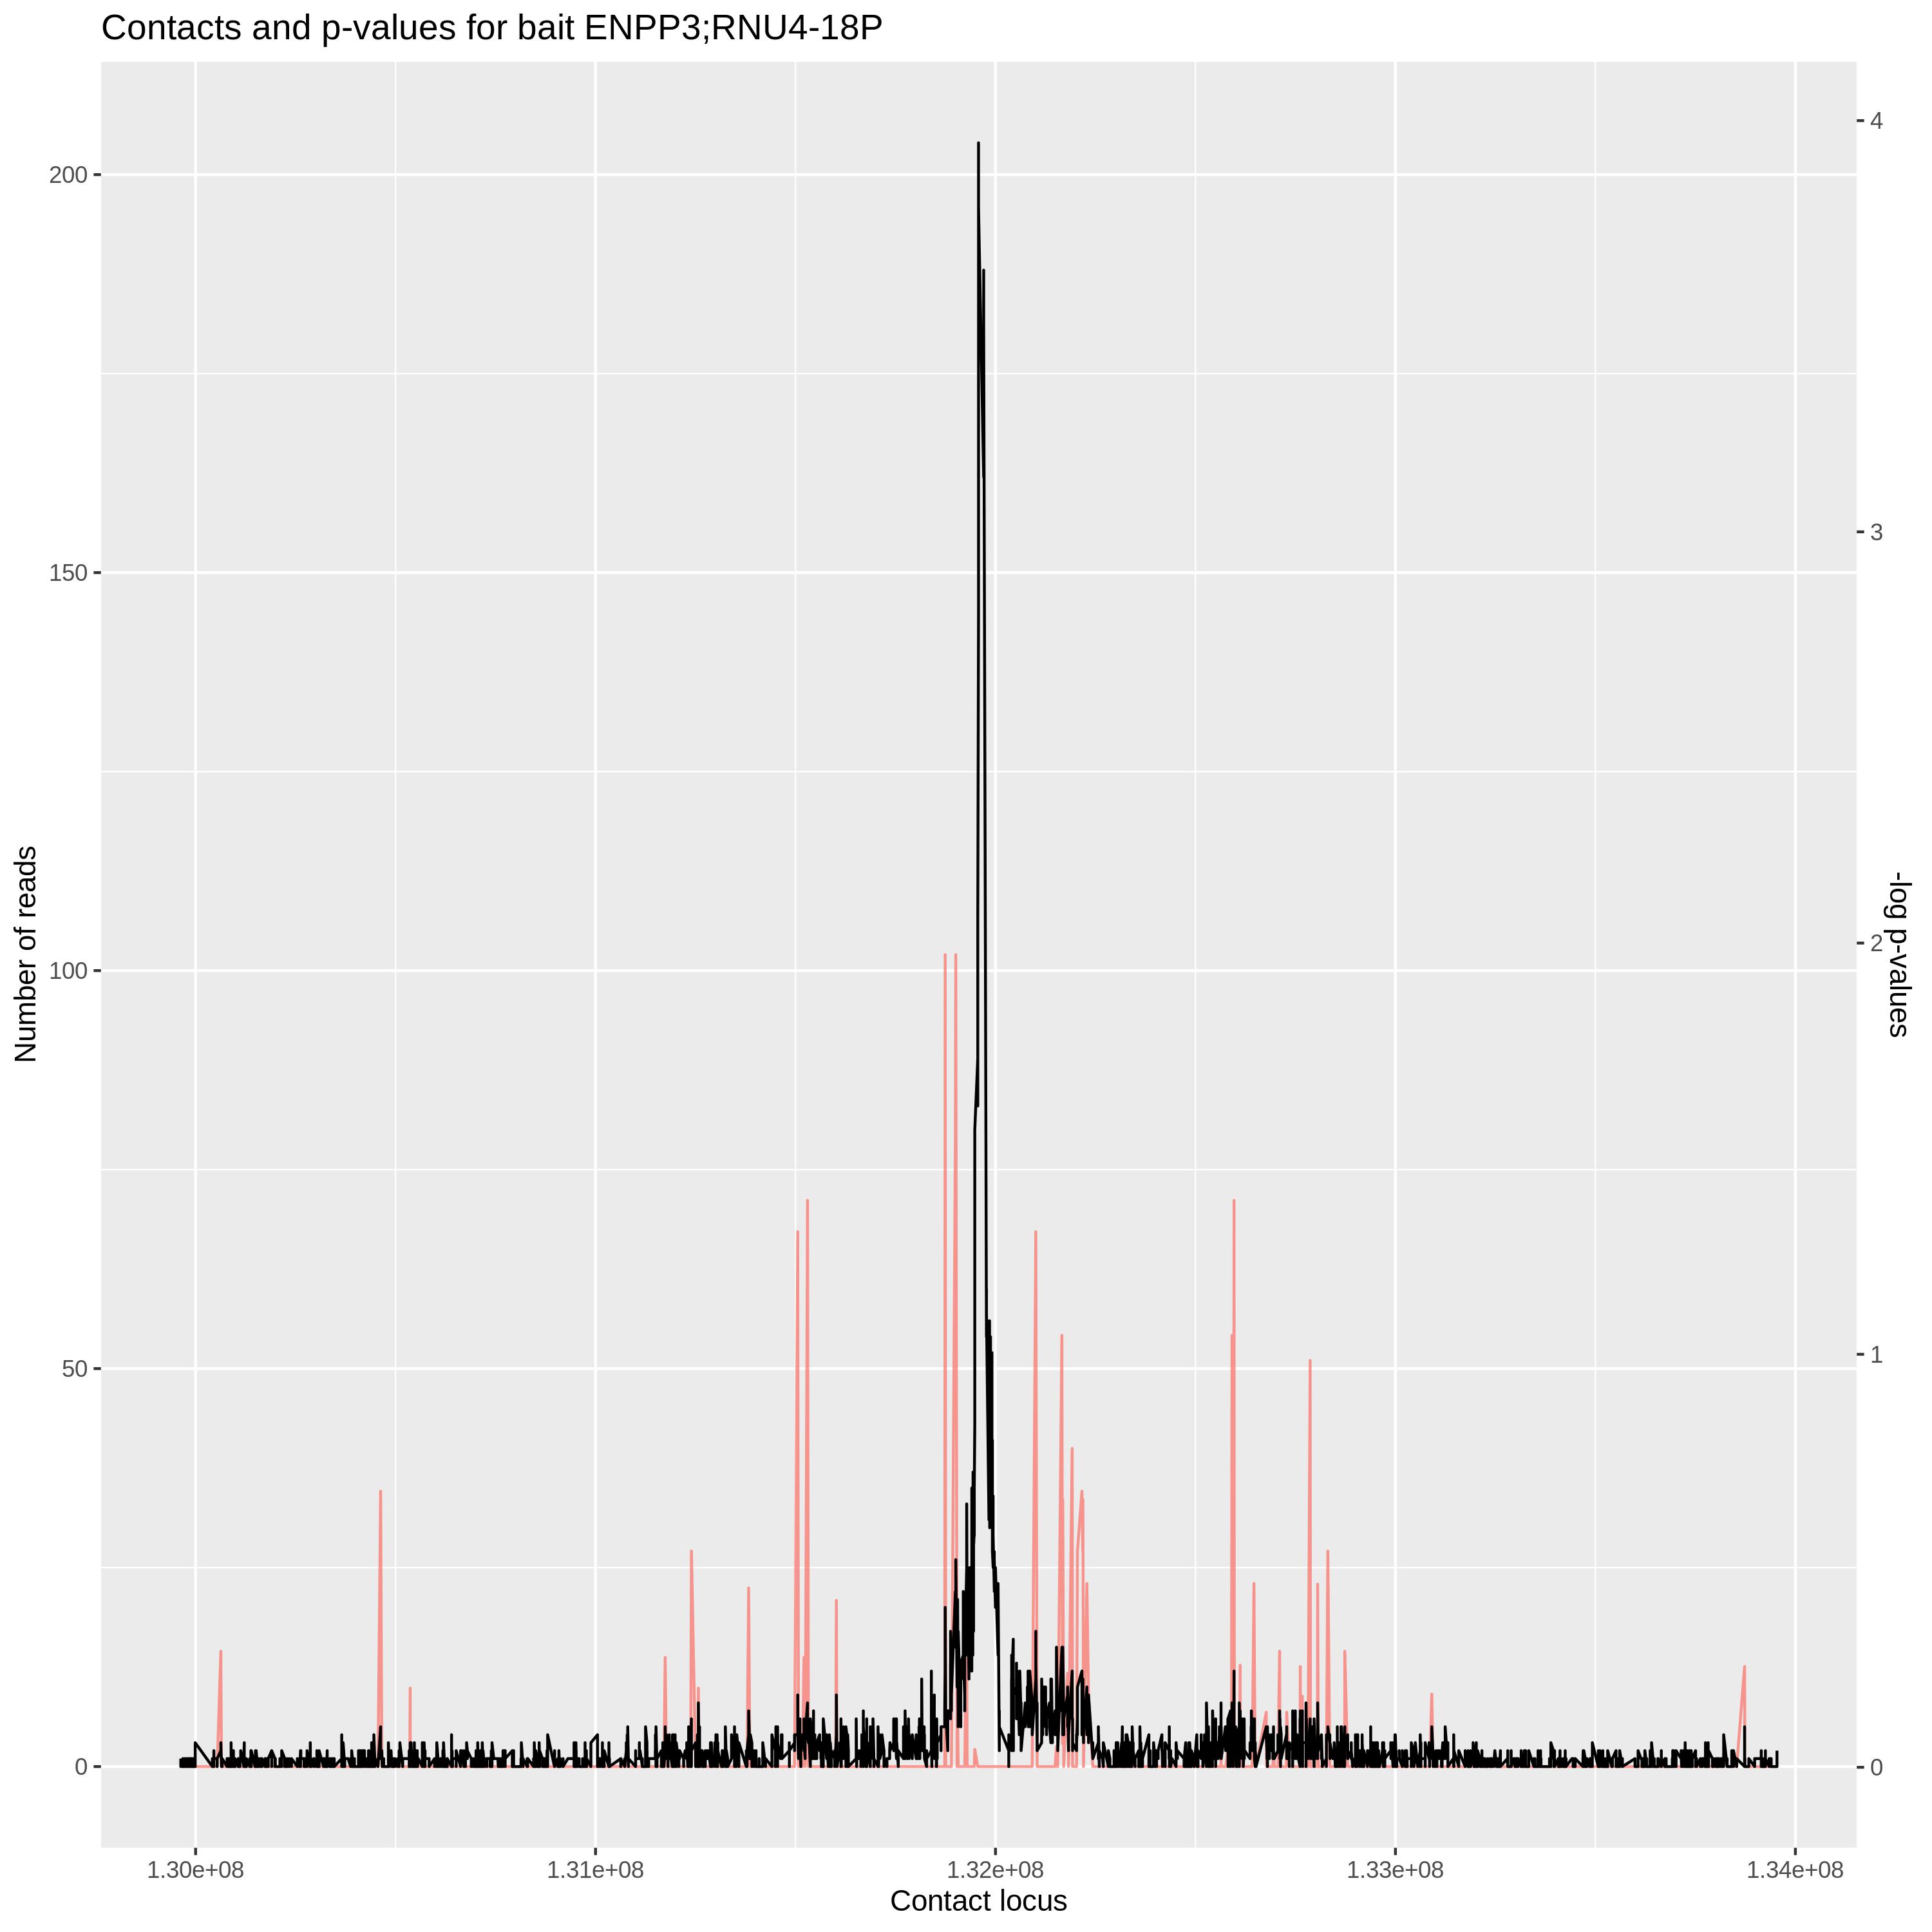 Contacts and p-values for bait ENPP3;RNU4-18P
Number of reads
200
150
100
50
0
4
3
2
1
0
-log p-values
1.30e+08
1.31e+08
1.32e+08
1.33e+08
1.34e+08
Contact locus